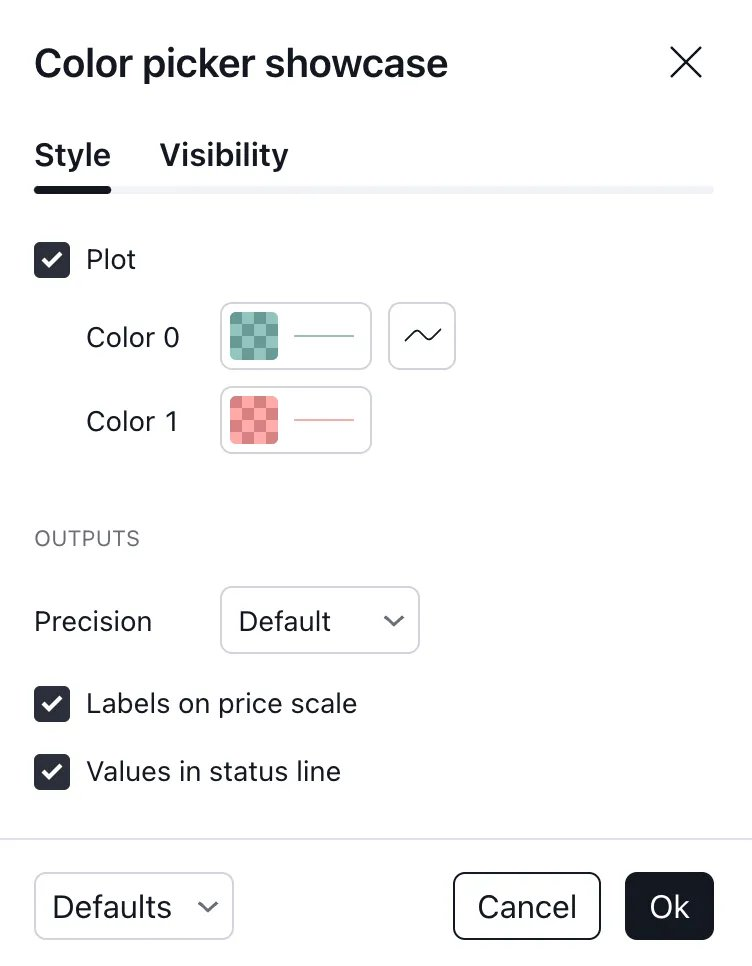 Color picker showcase
Style Visibility
Plot
Color 0
Color 1
OUTPUTS
Precision Default
Labels on price scale
Values in status line
Defaults Cancel Ok